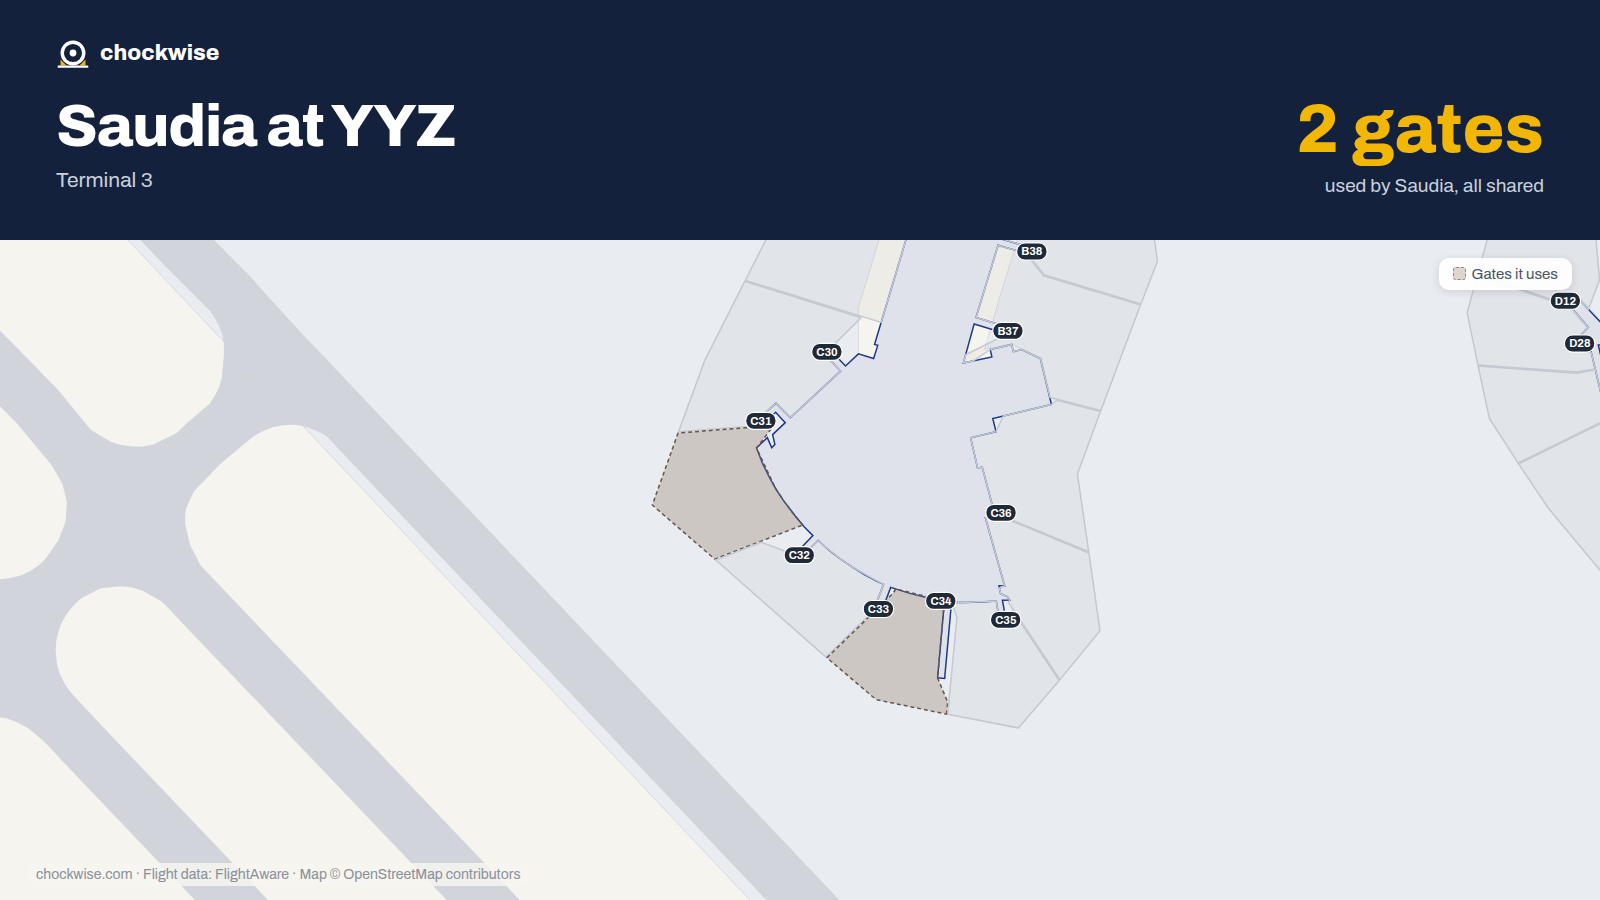 chockwise
Saudia at YYZ
Terminal 3
2 gates
used by Saudia, all shared
Gates it uses
B38
D12
B37
D28
C30
C31
C36
C32
C33
C34
C35
chockwise.com · Flight data: FlightAware · Map © OpenStreetMap contributors